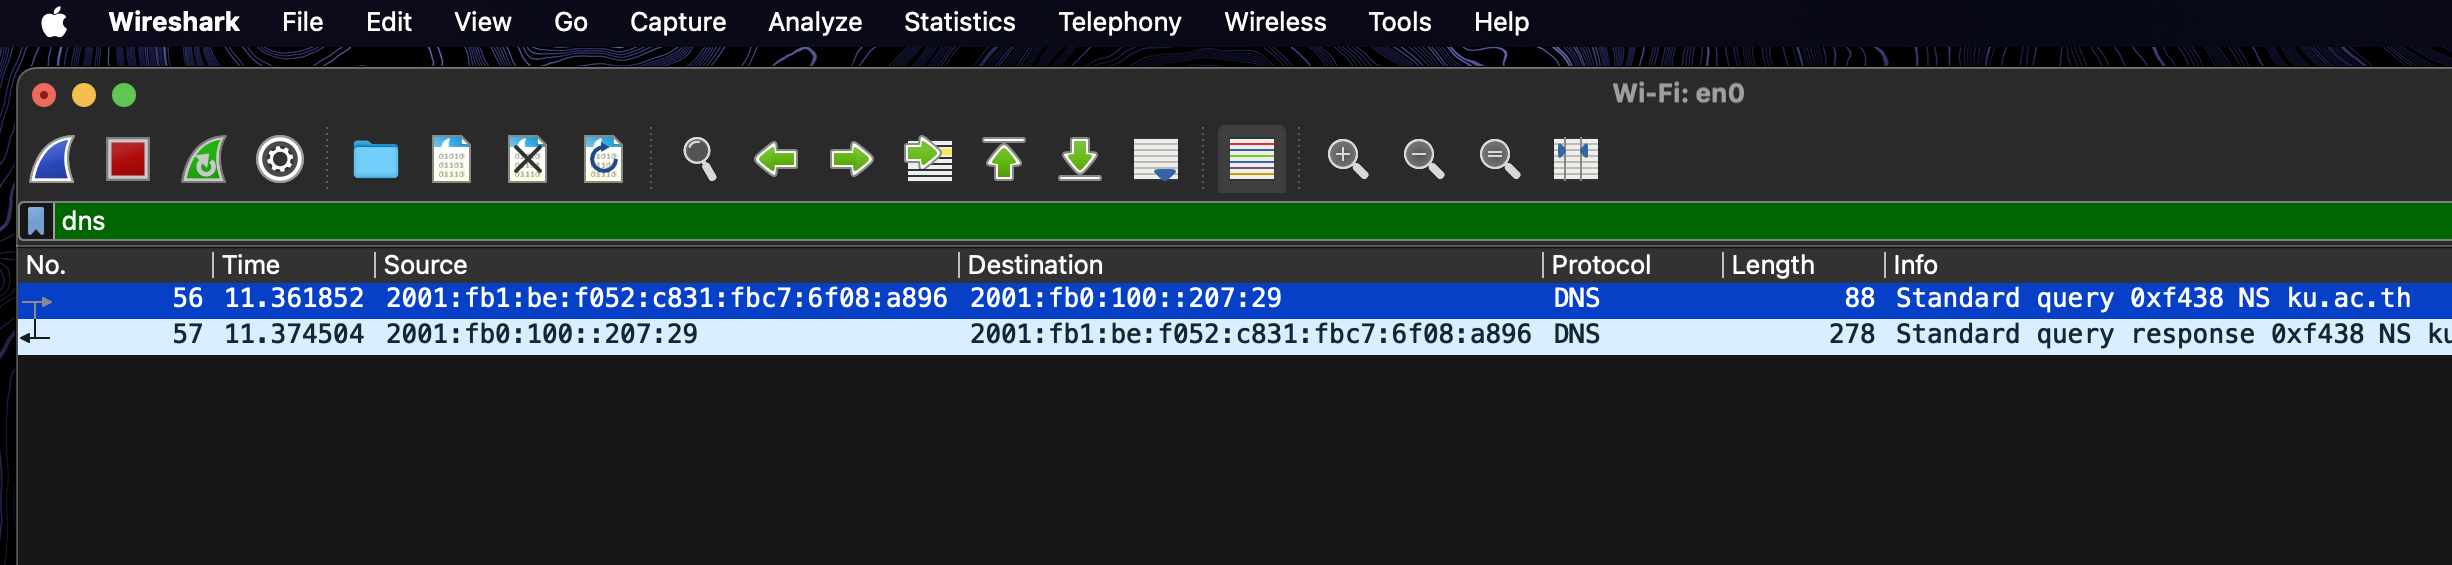 Wireshark File Edit View Go Capture Analyze Statistics Telephony Wireless Tools Help
Wi-Fi: en0
dns
No. Time Source Destination Protocol Length Info
56 11.361852 2001:fb1:be:f052:c831:fbc7:6f08:a896 2001:fb0:100::207:29 DNS 88 Standard query 0xf438 NS ku.ac.th
57 11.374504 2001:fb0:100::207:29 2001:fb1:be:f052:c831:fbc7:6f08:a896 DNS 278 Standard query response 0xf438 NS